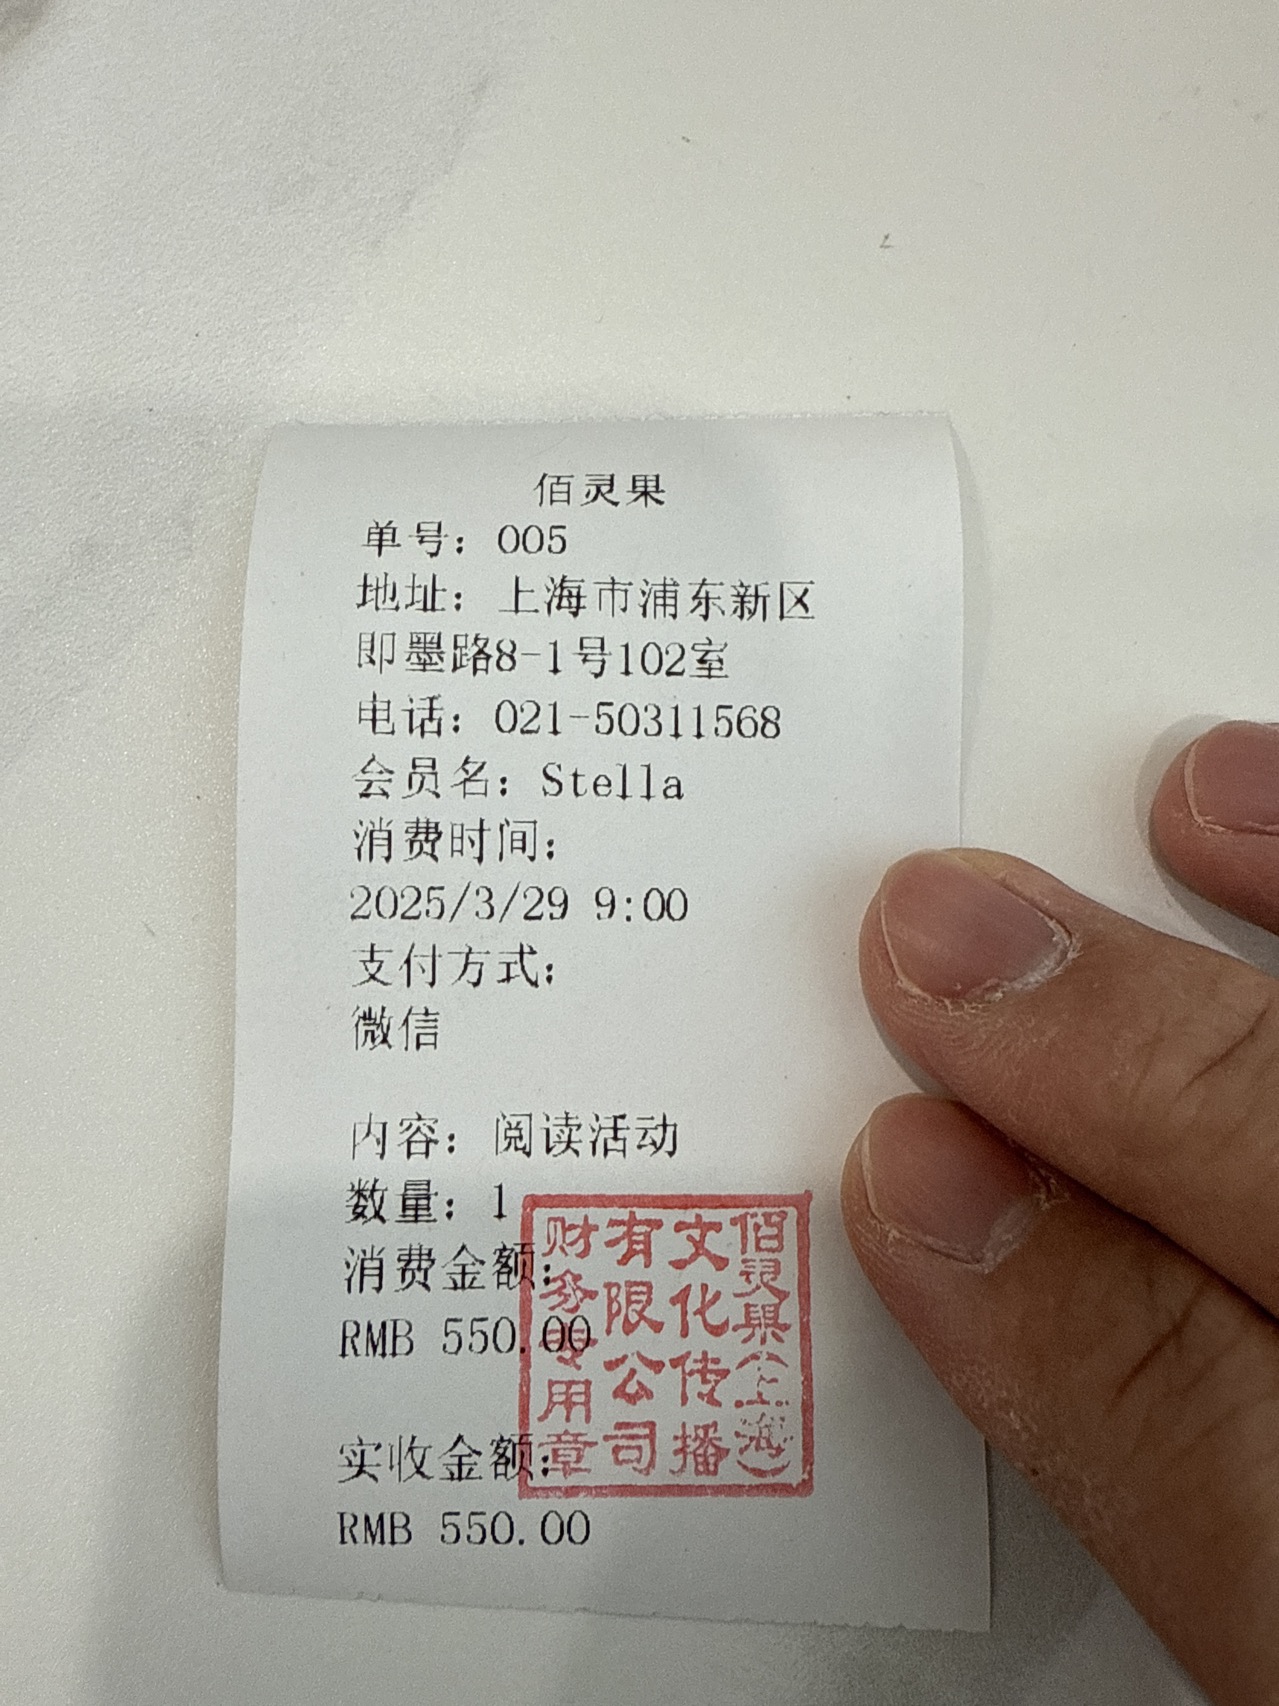 佰灵果
单号：005
地址：上海市浦东新区
即墨路8-1号102室
电话：021-50311568
会员名：Stella
消费时间：
2025/3/29 9:00
支付方式：
微信
内容：阅读活动
数量：1
消费金额：
RMB 550.00
实收金额：
RMB 550.00
佰灵果（上海）
文化传播
有限公司
财务专用章